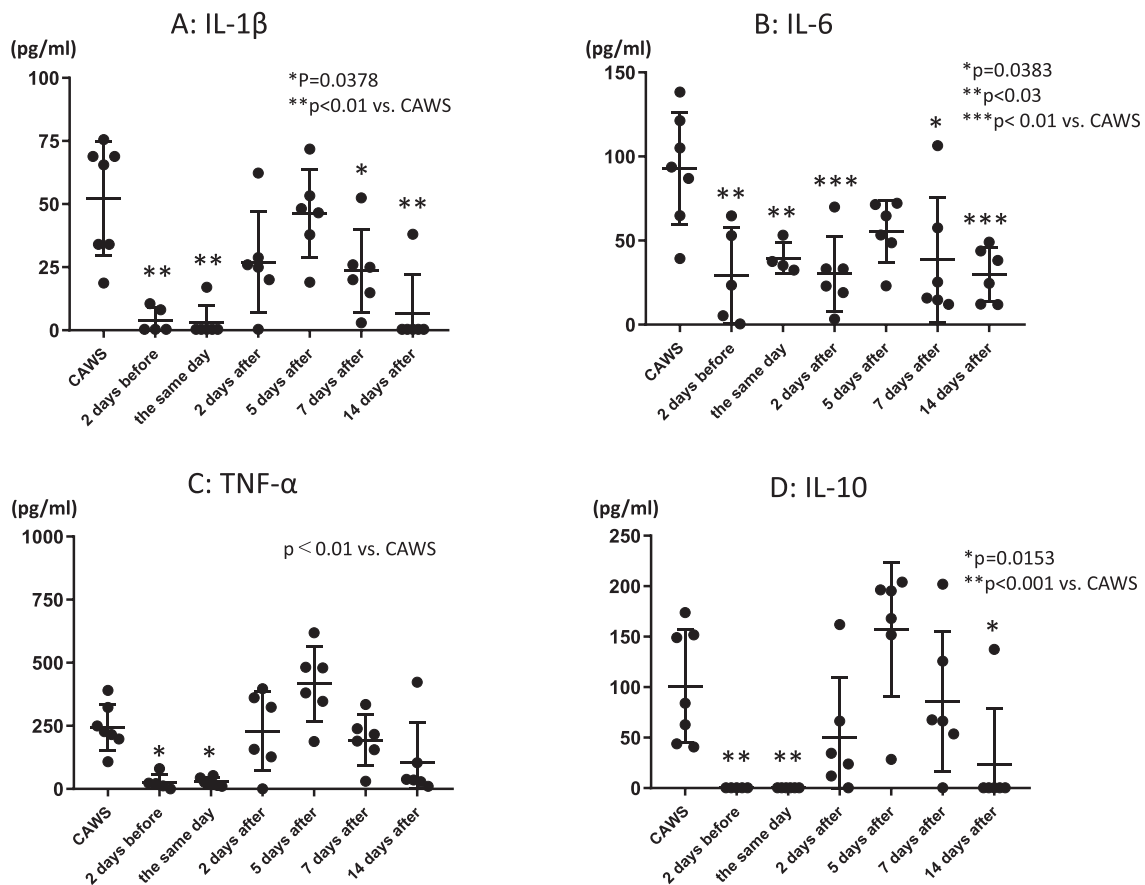 A: IL-1β
(pg/ml)
*P=0.0378
**p<0.01 vs. CAWS
100
75
50
25
0
**
**
*
**
CAWS
2 days before
the same day
2 days after
5 days after
7 days after
14 days after
B: IL-6
(pg/ml)
*p=0.0383
**p<0.03
***p< 0.01 vs. CAWS
150
100
50
0
**
**
***
*
***
CAWS
2 days before
the same day
2 days after
5 days after
7 days after
14 days after
C: TNF-α
(pg/ml)
p<0.01 vs. CAWS
1000
750
500
250
0
*
*
CAWS
2 days before
the same day
2 days after
5 days after
7 days after
14 days after
D: IL-10
(pg/ml)
*p=0.0153
**p<0.001 vs. CAWS
250
200
150
100
50
0
**
**
*
CAWS
2 days before
the same day
2 days after
5 days after
7 days after
14 days after